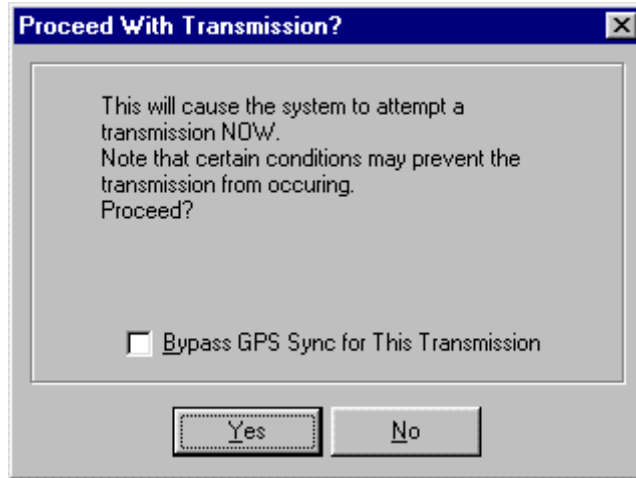 Proceed With Transmission?
This will cause the system to attempt a
transmission NOW.
Note that certain conditions may prevent the
transmission from occuring.
Proceed?
Bypass GPS Sync for This Transmission
Yes
No